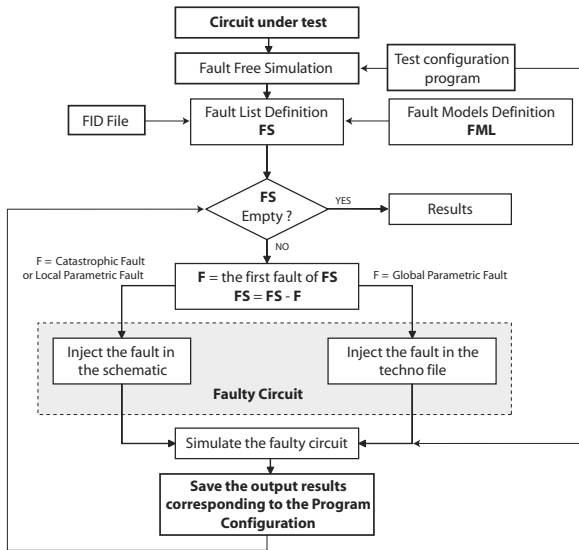 Circuit under test
Fault Free Simulation
Test configuration
program
FID File
Fault List Definition
FS
Fault Models Definition
FML
FS
Empty ?
YES
Results
NO
F = Catastrophic Fault
or Local Parametric Fault
F = the first fault of FS
FS = FS - F
F = Global Parametric Fault
Inject the fault in
the schematic
Inject the fault in the
techno file
Faulty Circuit
Simulate the faulty circuit
Save the output results
corresponding to the Program
Configuration